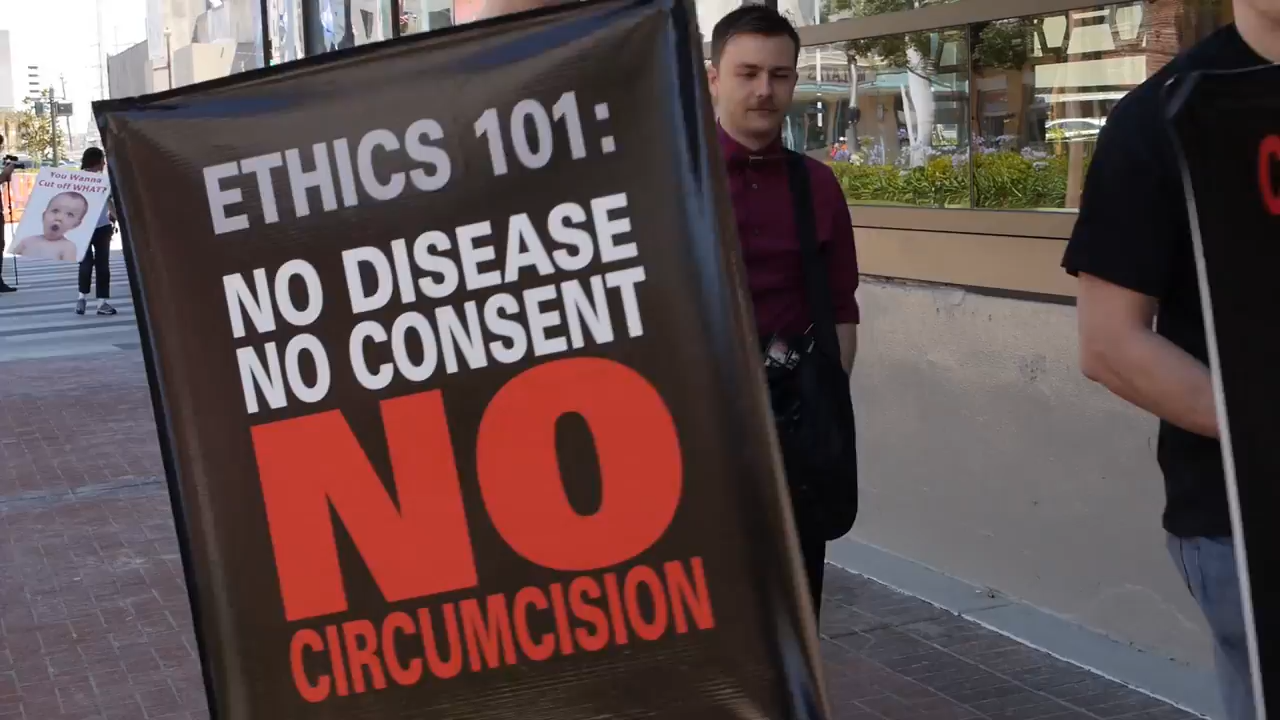 ETHICS 101:
NO DISEASE
NO CONSENT
NO
CIRCUMCISION
You Wanna
Cut off WHAT?